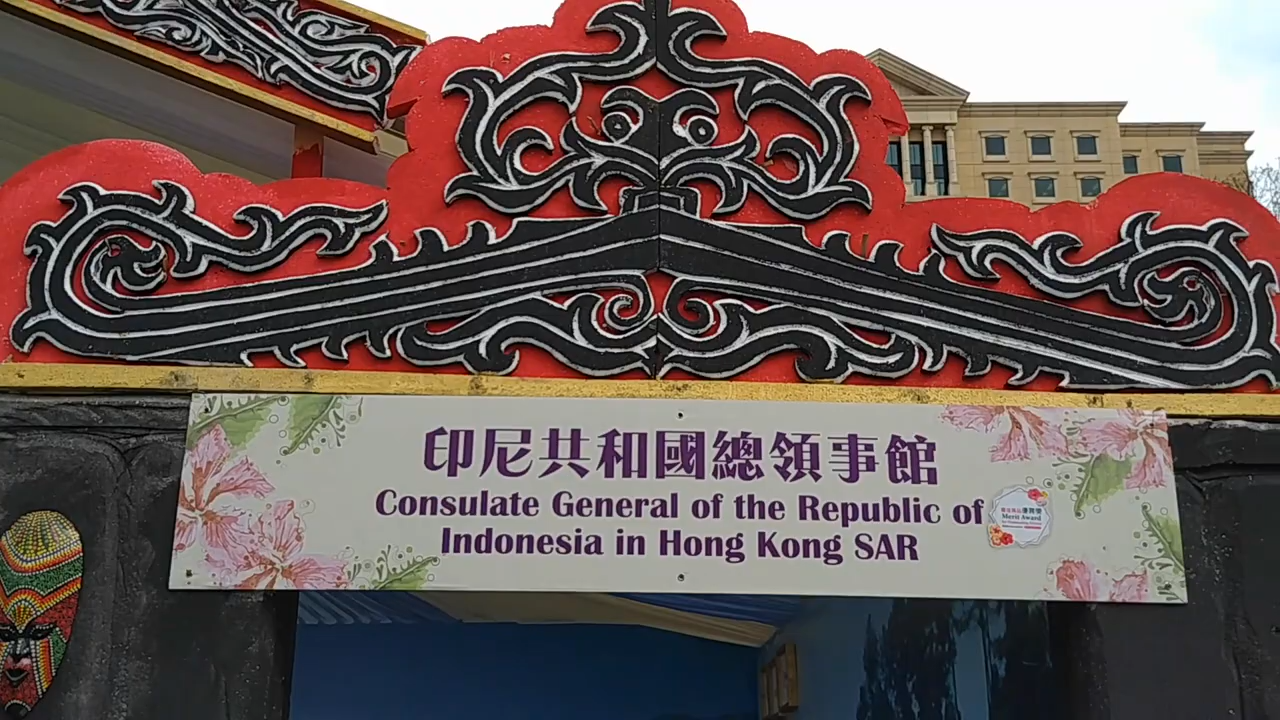 印尼共和國總領事館
Consulate General of the Republic of
Indonesia in Hong Kong SAR
Merit Award